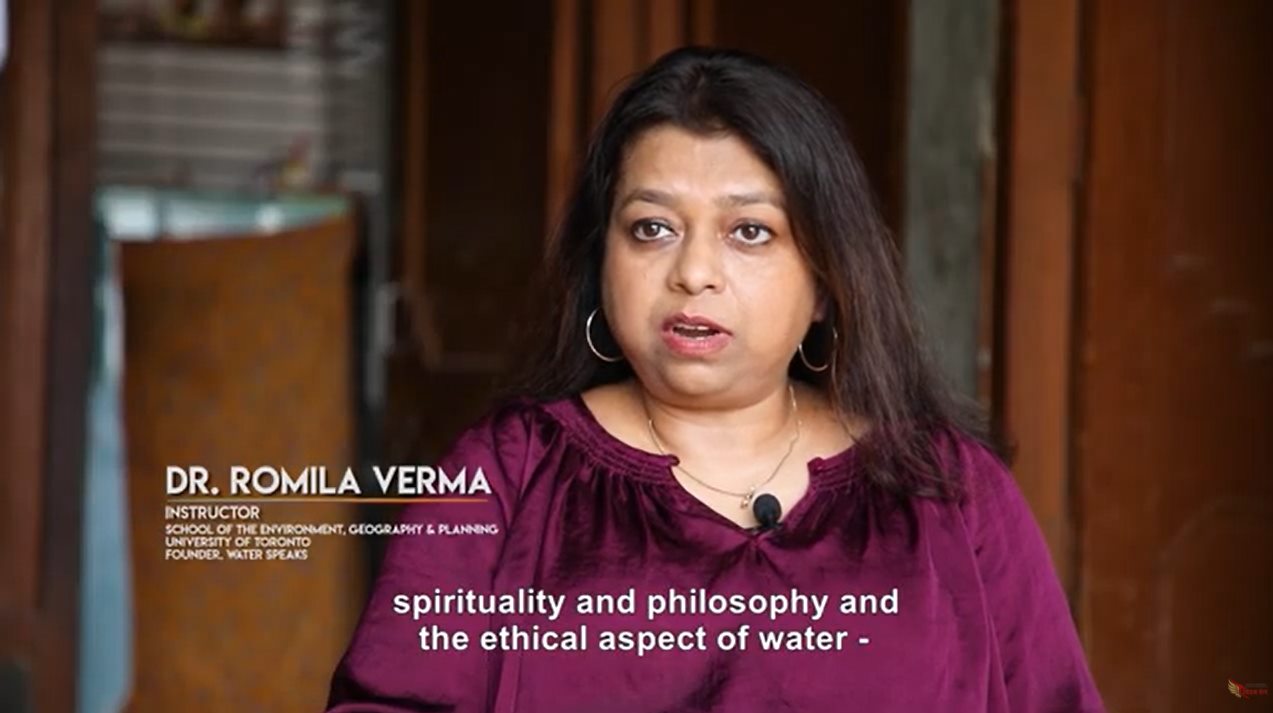 DR. ROMILA VERMA
INSTRUCTOR
SCHOOL OF THE ENVIRONMENT, GEOGRAPHY & PLANNING
UNIVERSITY OF TORONTO
FOUNDER, WATER SPEAKS
spirituality and philosophy and
the ethical aspect of water -